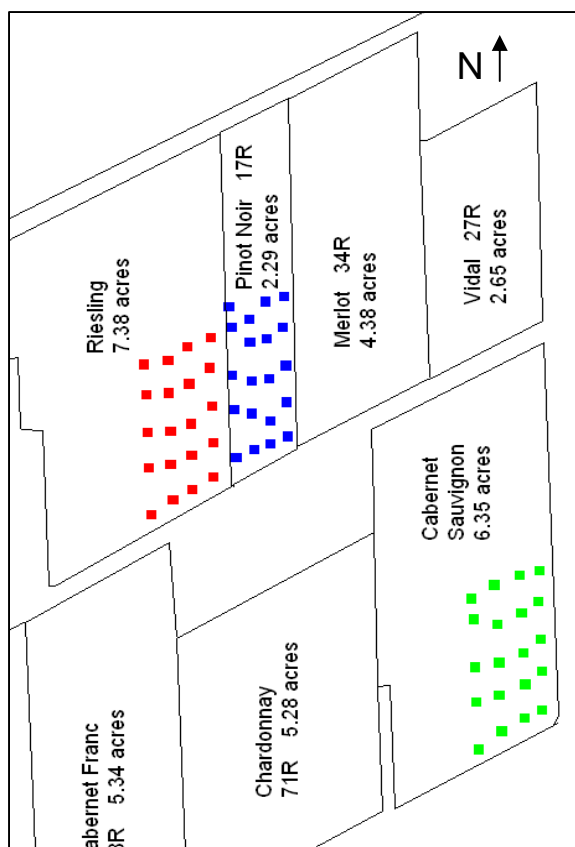 N
Riesling
7.38 acres
Pinot Noir 17R
2.29 acres
Merlot 34R
4.38 acres
Vidal 27R
2.65 acres
Cabernet
Sauvignon
6.35 acres
Chardonnay
71R 5.28 acres
abernet Franc
R 5.34 acres